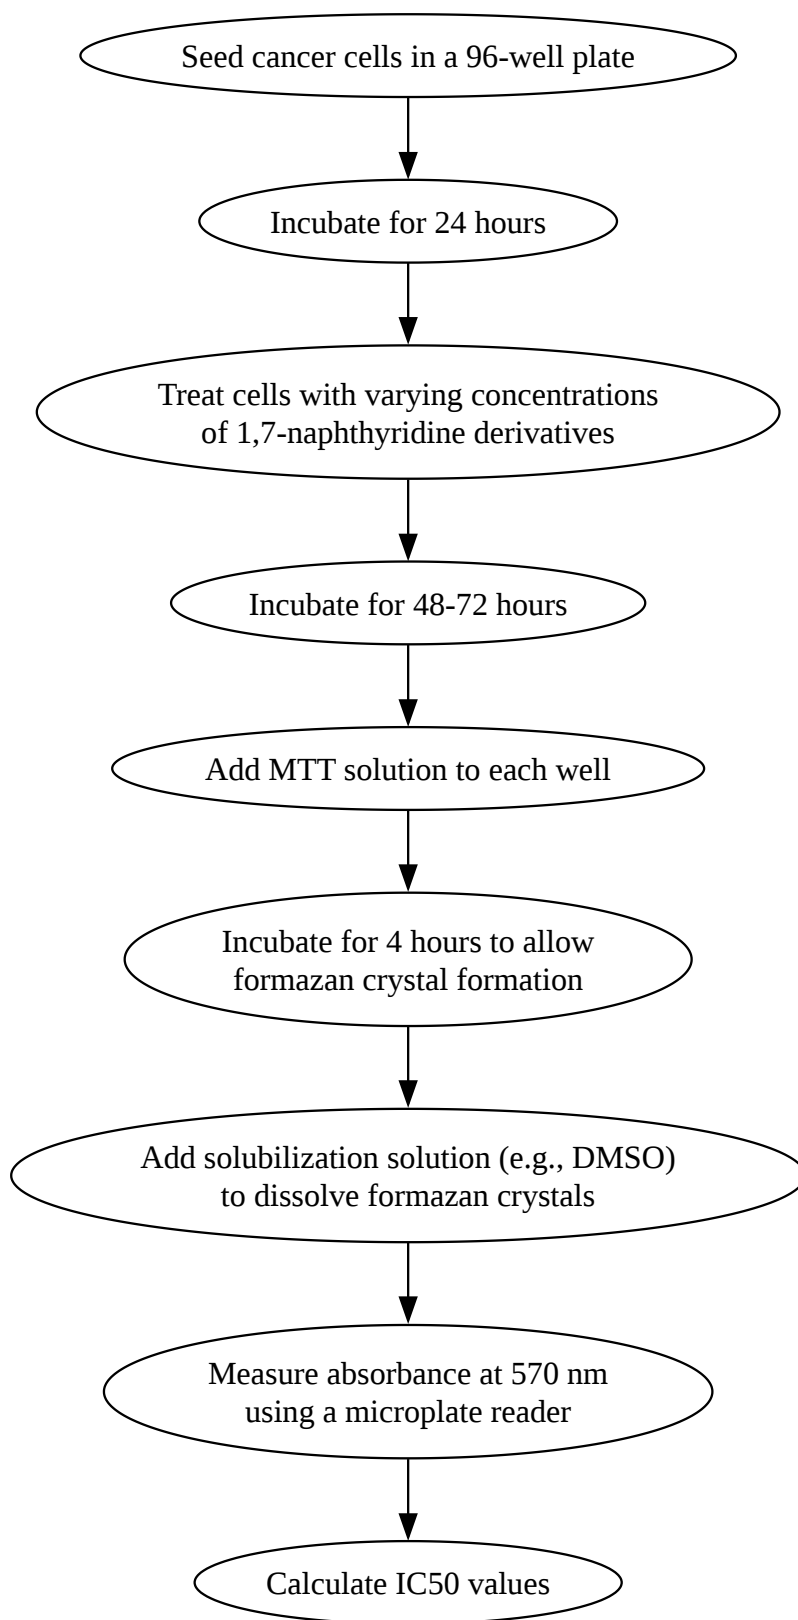 Seed cancer cells in a 96-well plate
Incubate for 24 hours
Treat cells with varying concentrations
of 1,7-naphthyridine derivatives
Incubate for 48-72 hours
Add MTT solution to each well
Incubate for 4 hours to allow
formazan crystal formation
Add solubilization solution (e.g., DMSO)
to dissolve formazan crystals
Measure absorbance at 570 nm
using a microplate reader
Calculate IC50 values